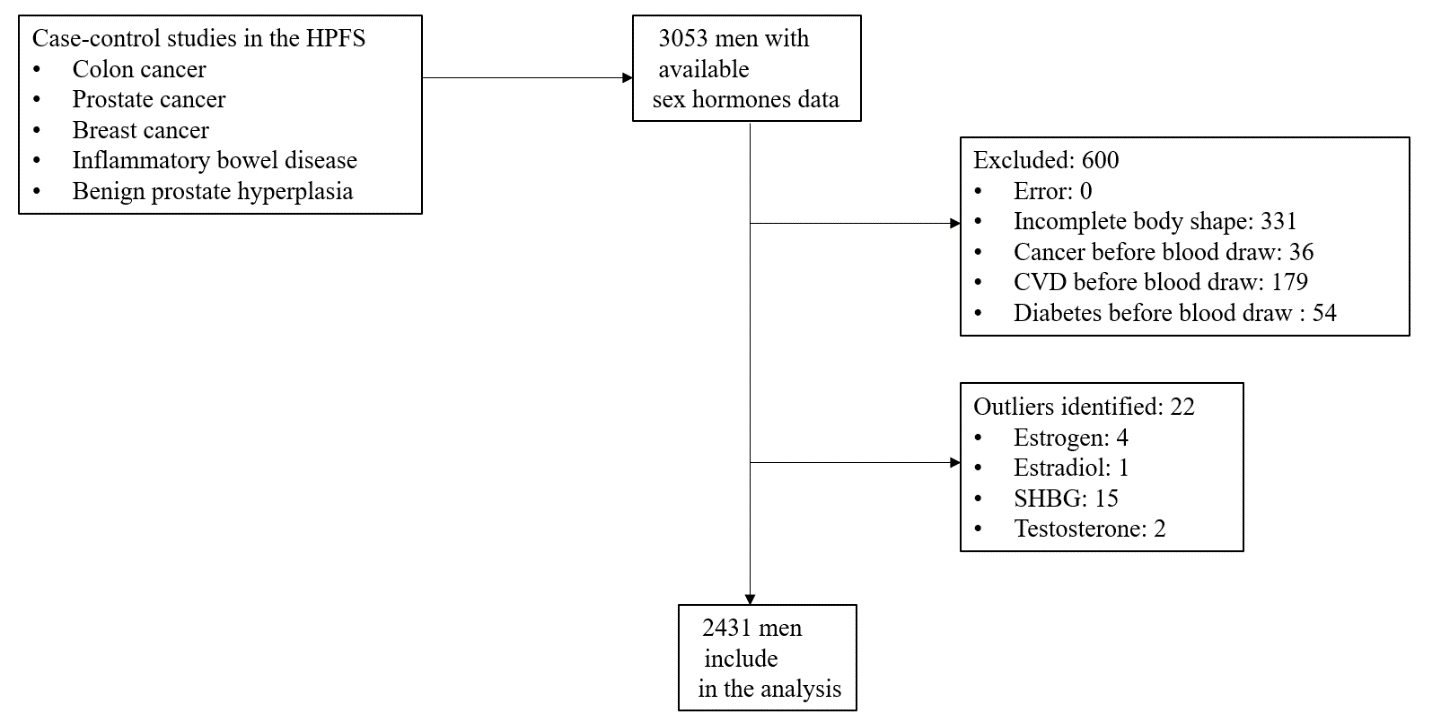 Case-control studies in the HPFS
• Colon cancer
• Prostate cancer
• Breast cancer
• Inflammatory bowel disease
• Benign prostate hyperplasia
3053 men with
available
sex hormones data
Excluded: 600
• Error: 0
• Incomplete body shape: 331
• Cancer before blood draw: 36
• CVD before blood draw: 179
• Diabetes before blood draw : 54
Outliers identified: 22
• Estrogen: 4
• Estradiol: 1
• SHBG: 15
• Testosterone: 2
2431 men
include
in the analysis